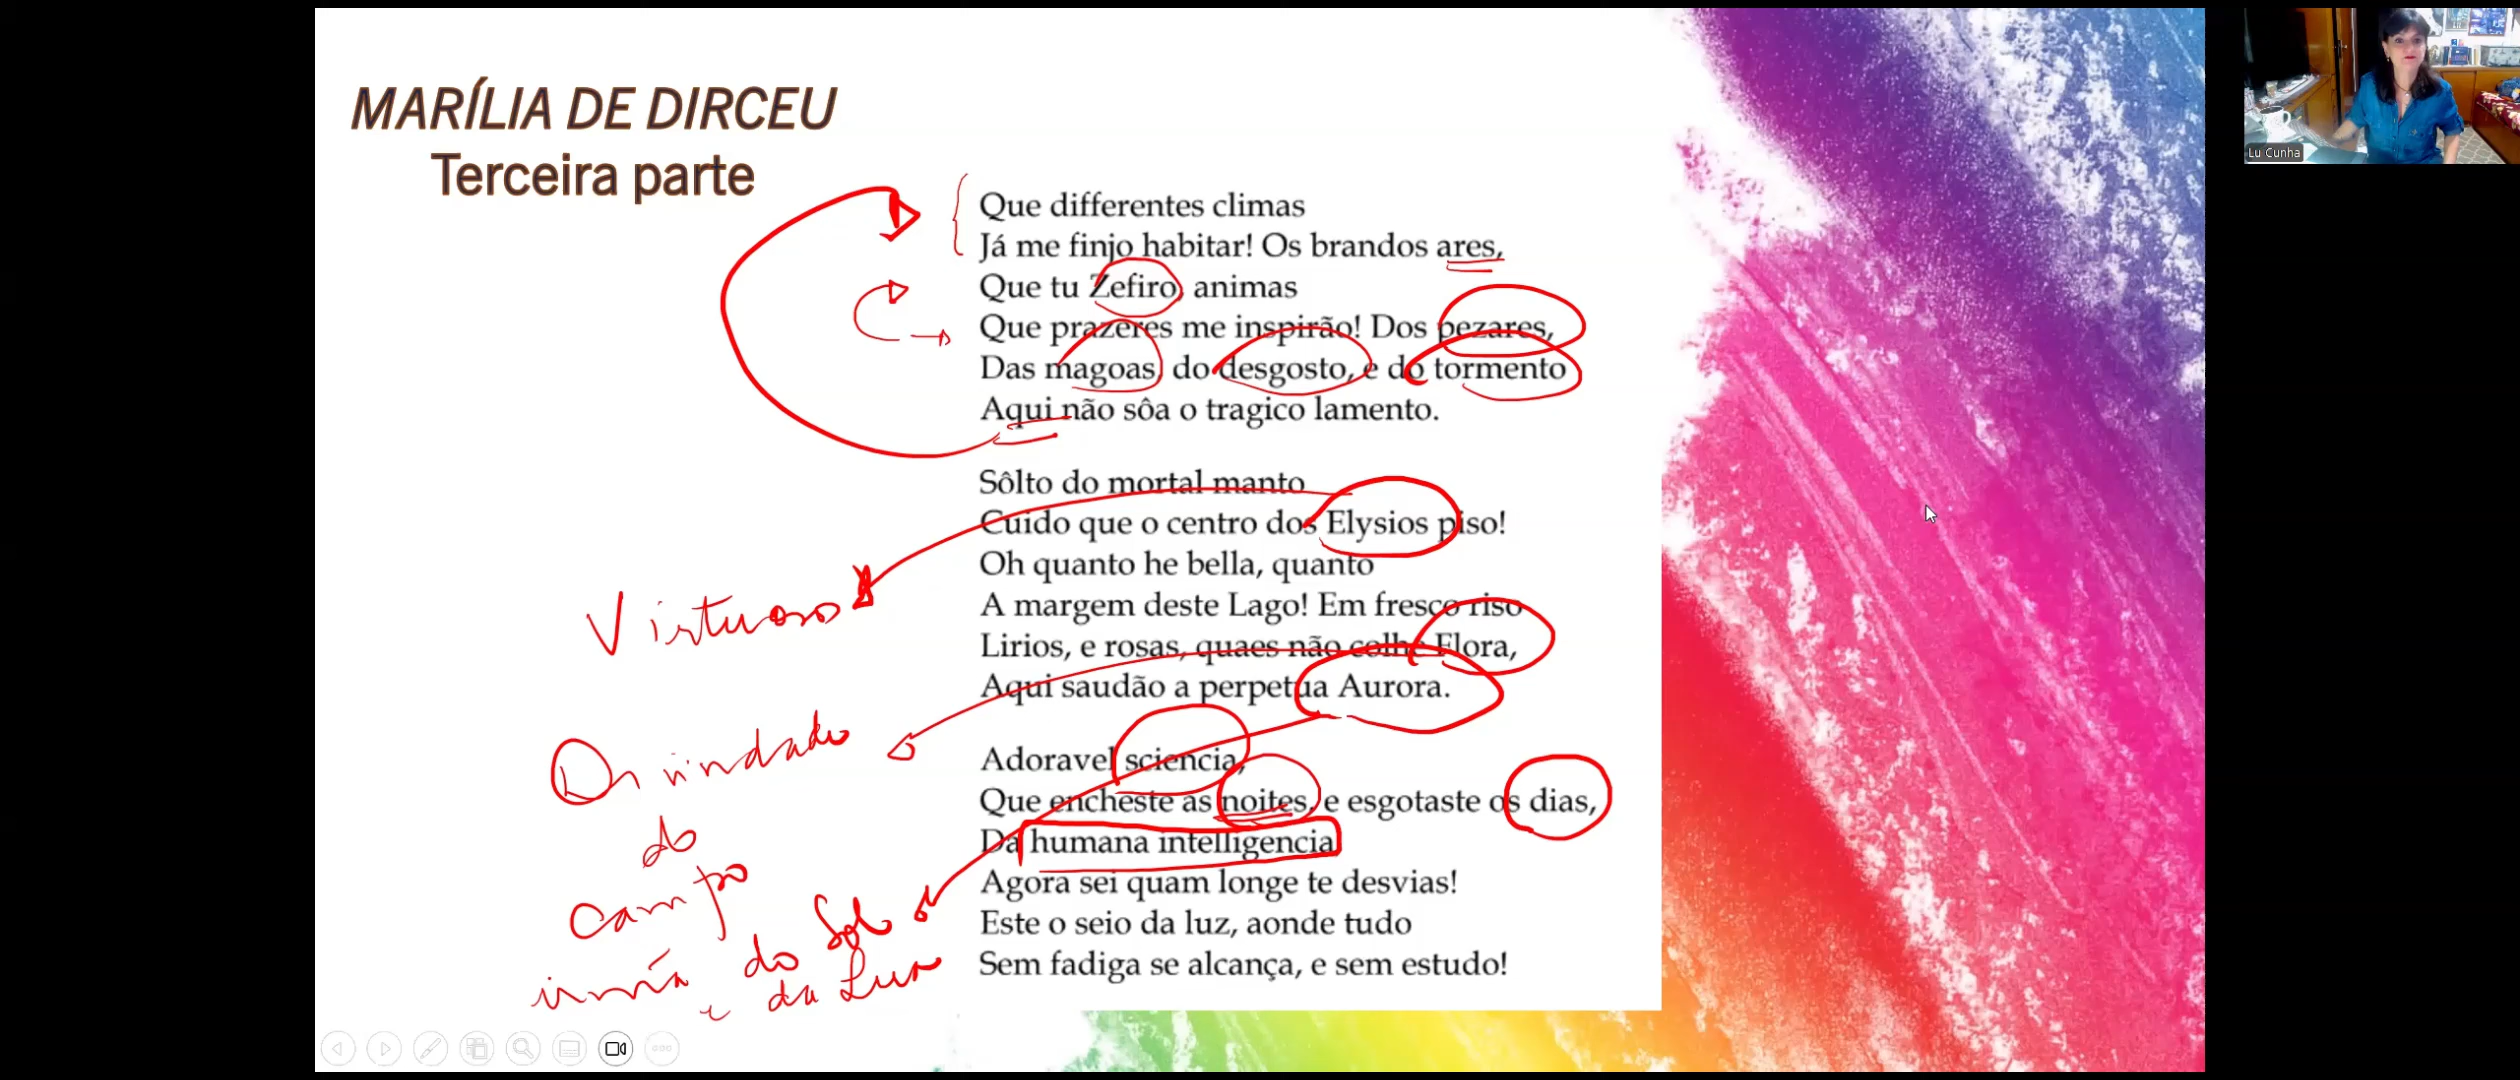 MARÍLIA DE DIRCEU
Terceira parte
Que differentes climas
Já me finjo habitar! Os brandos ares,
Que tu Zefiro, animas
Que prazeres me inspirão! Dos pezares,
Das magoas, do desgosto, e do tormento
Aqui não sôa o tragico lamento.
Sôlto do mortal manto
Cuido que o centro dos Elysios piso!
Oh quanto he bella, quanto
A margem deste Lago! Em fresco riso
Lirios, e rosas, quaes não colhe Flora,
Aqui saudão a perpetua Aurora.
Adoravel sciencia,
Que encheste as noites, e esgotaste os dias,
Da humana intelligencia
Agora sei quam longe te desvias!
Este o seio da luz, aonde tudo
Sem fadiga se alcança, e sem estudo!
Virtuoso
Divindade
do
campo
irmã do Sol
e da Lua
Lu Cunha